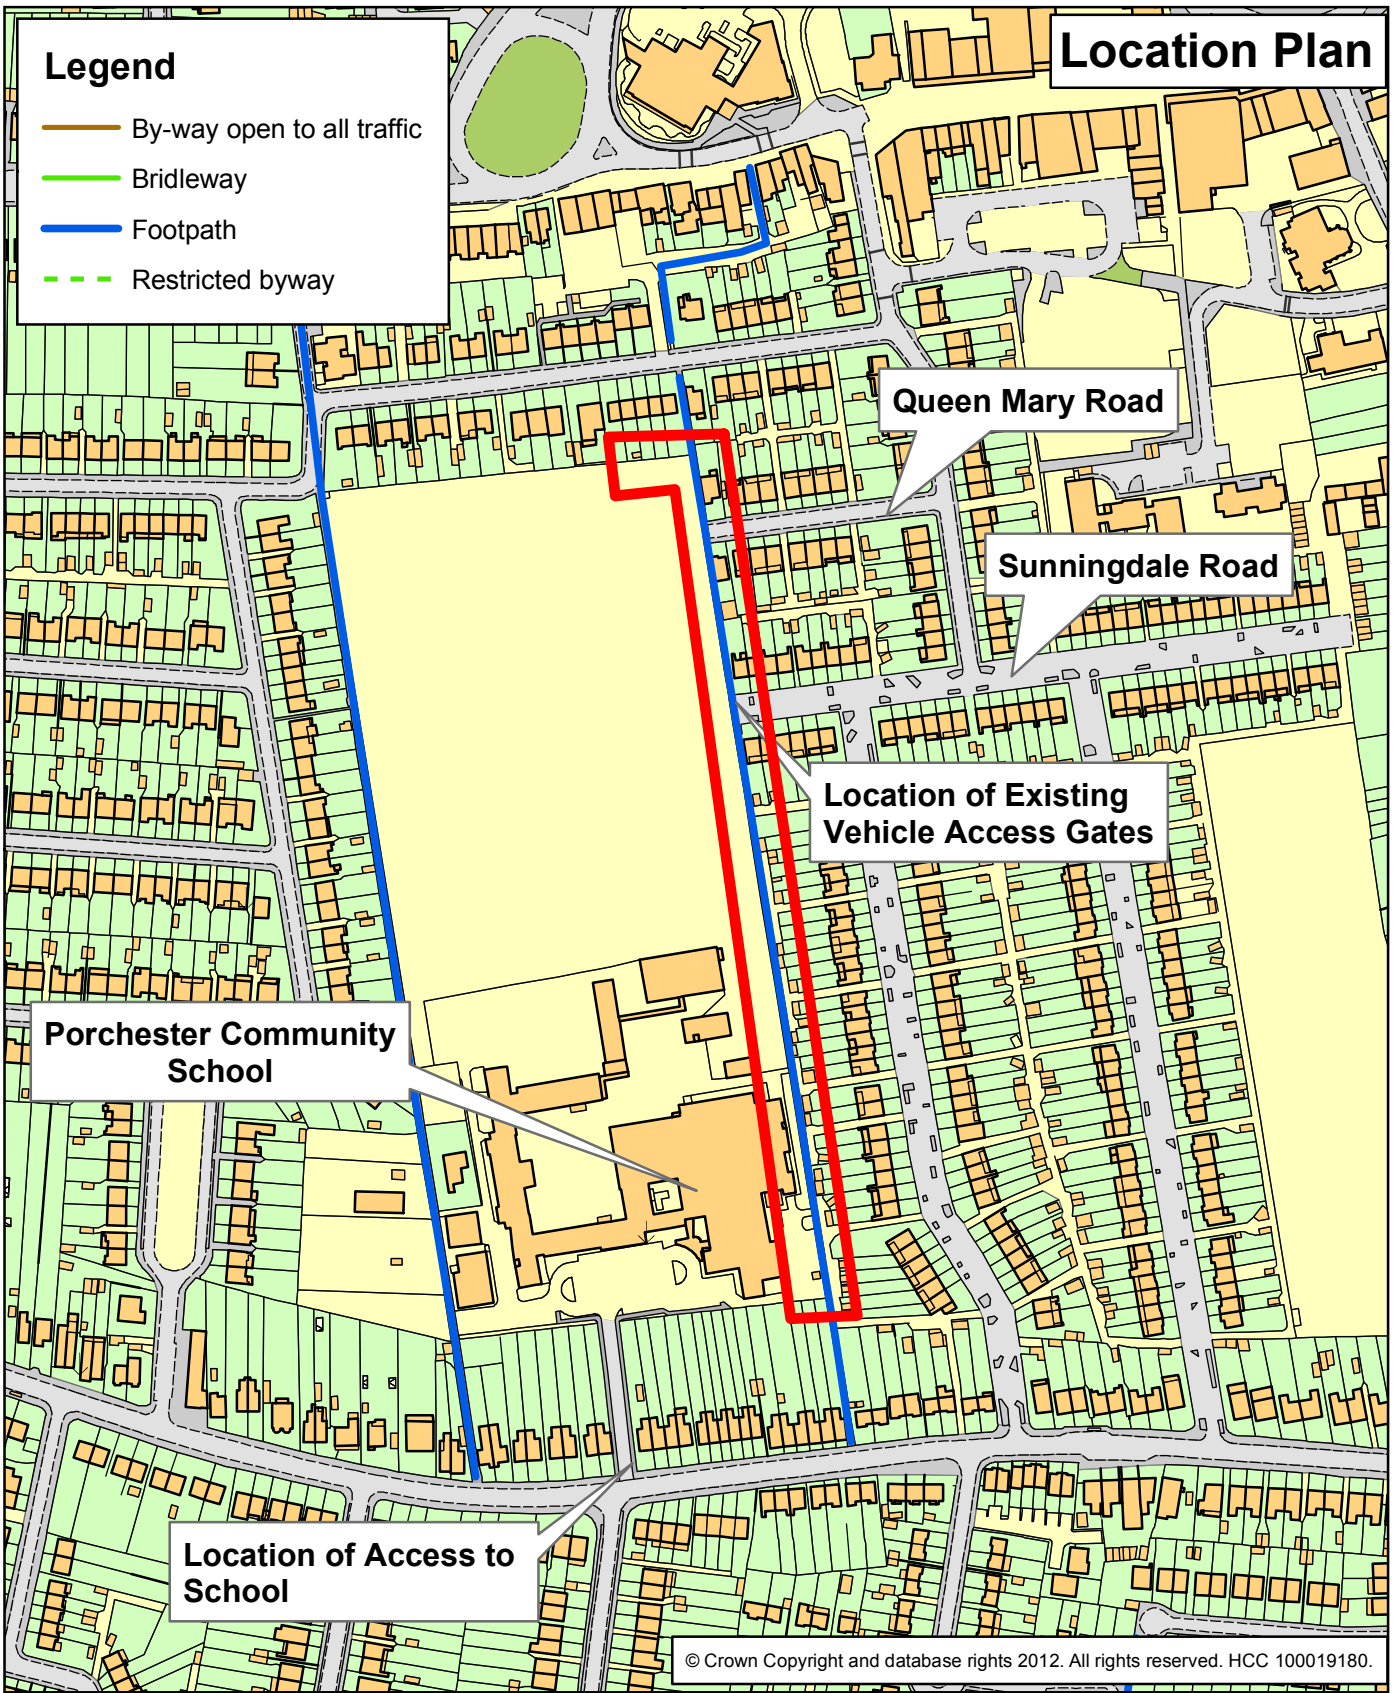 Location Plan
Legend
By-way open to all traffic
Bridleway
Footpath
Restricted byway
Queen Mary Road
Sunningdale Road
Location of Existing
Vehicle Access Gates
Porchester Community
School
Location of Access to
School
© Crown Copyright and database rights 2012. All rights reserved. HCC 100019180.